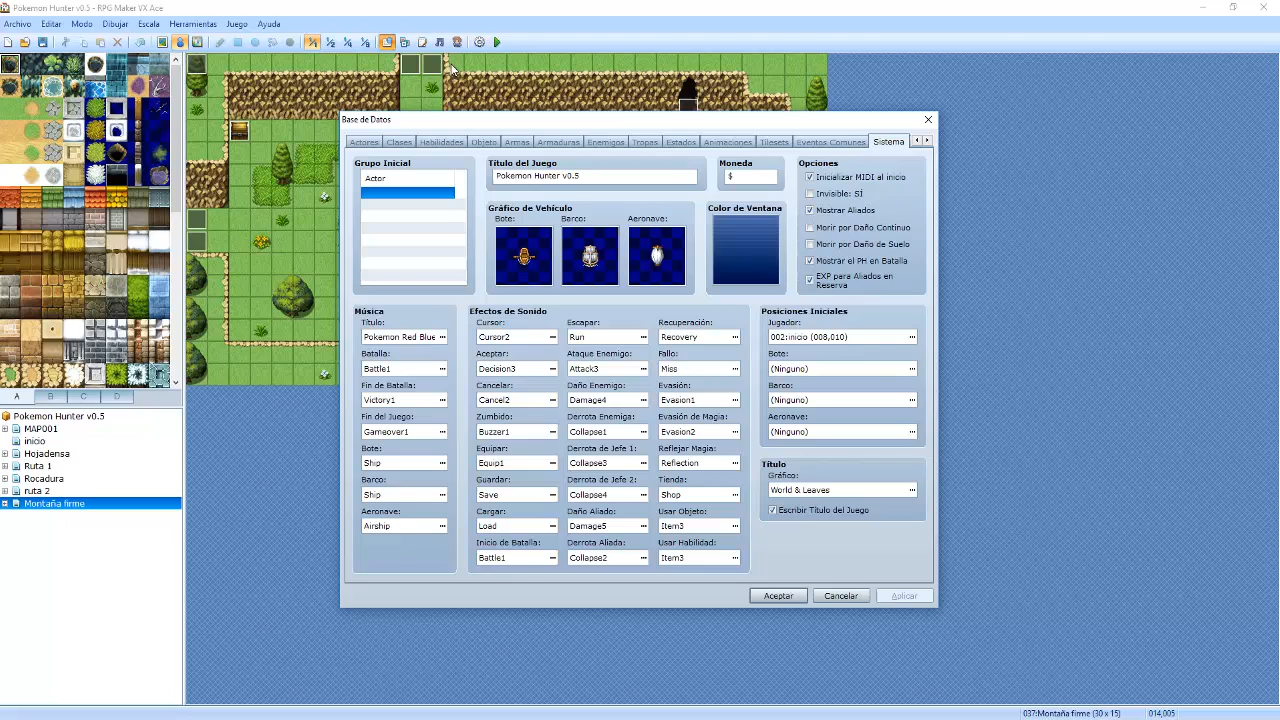 Pokemon Hunter v0.5 - RPG Maker VX Ace
Archivo Editar Modo Dibujar Escala Herramientas Juego Ayuda
Base de Datos
Actores Clases Habilidades Objeto Armas Armaduras Enemigos Tropas Estados Animaciones Tilesets Eventos Comunes Sistema
Grupo Inicial
Actor
Título del Juego
Pokemon Hunter v0.5
Moneda
$
Opciones
Inicializar MIDI al inicio
Invisible: SÍ
Mostrar Aliados
Morir por Daño Continuo
Morir por Daño de Suelo
Mostrar el PH en Batalla
EXP para Aliados en
Reserva
Gráfico de Vehículo
Bote: Barco: Aeronave:
Color de Ventana
Música
Título:
Pokemon Red Blue ...
Batalla:
Battle1 ...
Fin de Batalla:
Victory1 ...
Fin del Juego:
Gameover1 ...
Bote:
Ship ...
Barco:
Ship ...
Aeronave:
Airship ...
Efectos de Sonido
Cursor: Escapar: Recuperación:
Cursor2 ... Run ... Recovery ...
Aceptar: Ataque Enemigo: Fallo:
Decision3 ... Attack3 ... Miss ...
Cancelar: Daño Enemigo: Evasión:
Cancel2 ... Damage4 ... Evasion1 ...
Zumbido: Derrota Enemiga: Evasión de Magia:
Buzzer1 ... Collapse1 ... Evasion2 ...
Equipar: Derrota de Jefe 1: Reflejar Magia:
Equip1 ... Collapse3 ... Reflection ...
Guardar: Derrota de Jefe 2: Tienda:
Save ... Collapse4 ... Shop ...
Cargar: Daño Aliado: Usar Objeto:
Load ... Damage5 ... Item3 ...
Inicio de Batalla: Derrota Aliada: Usar Habilidad:
Battle1 ... Collapse2 ... Item3 ...
Posiciones Iniciales
Jugador:
002:inicio (008,010) ...
Bote:
(Ninguno) ...
Barco:
(Ninguno) ...
Aeronave:
(Ninguno) ...
Título
Gráfico:
World & Leaves ...
Escribir Título del Juego
Aceptar Cancelar Aplicar
A B C D
Pokemon Hunter v0.5
MAP001
inicio
Hojadensa
Ruta 1
Rocadura
ruta 2
Montaña firme
1/1 1/2 1/4 1/8
037:Montaña firme (30 x 15) 014,005